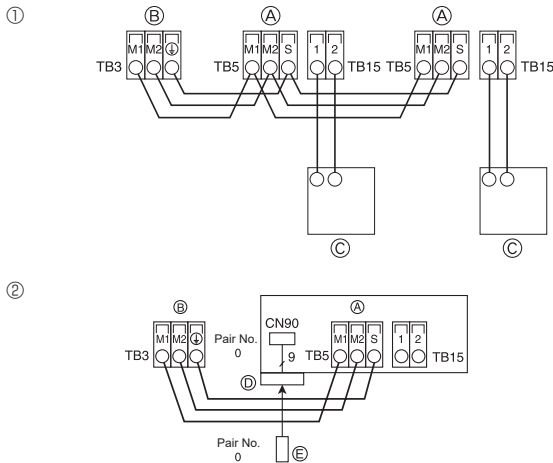 ①
Ⓑ Ⓐ Ⓐ
M1 M2 ⏚ M1 M2 S 1 2 M1 M2 S 1 2
TB3 TB5 TB15 TB5 TB15
Ⓒ Ⓒ
②
Ⓑ Ⓐ
CN90
M1 M2 ⏚ Pair No. M1 M2 S 1 2
TB3 0 9 TB5 TB15
Ⓓ
Pair No.
0 Ⓔ